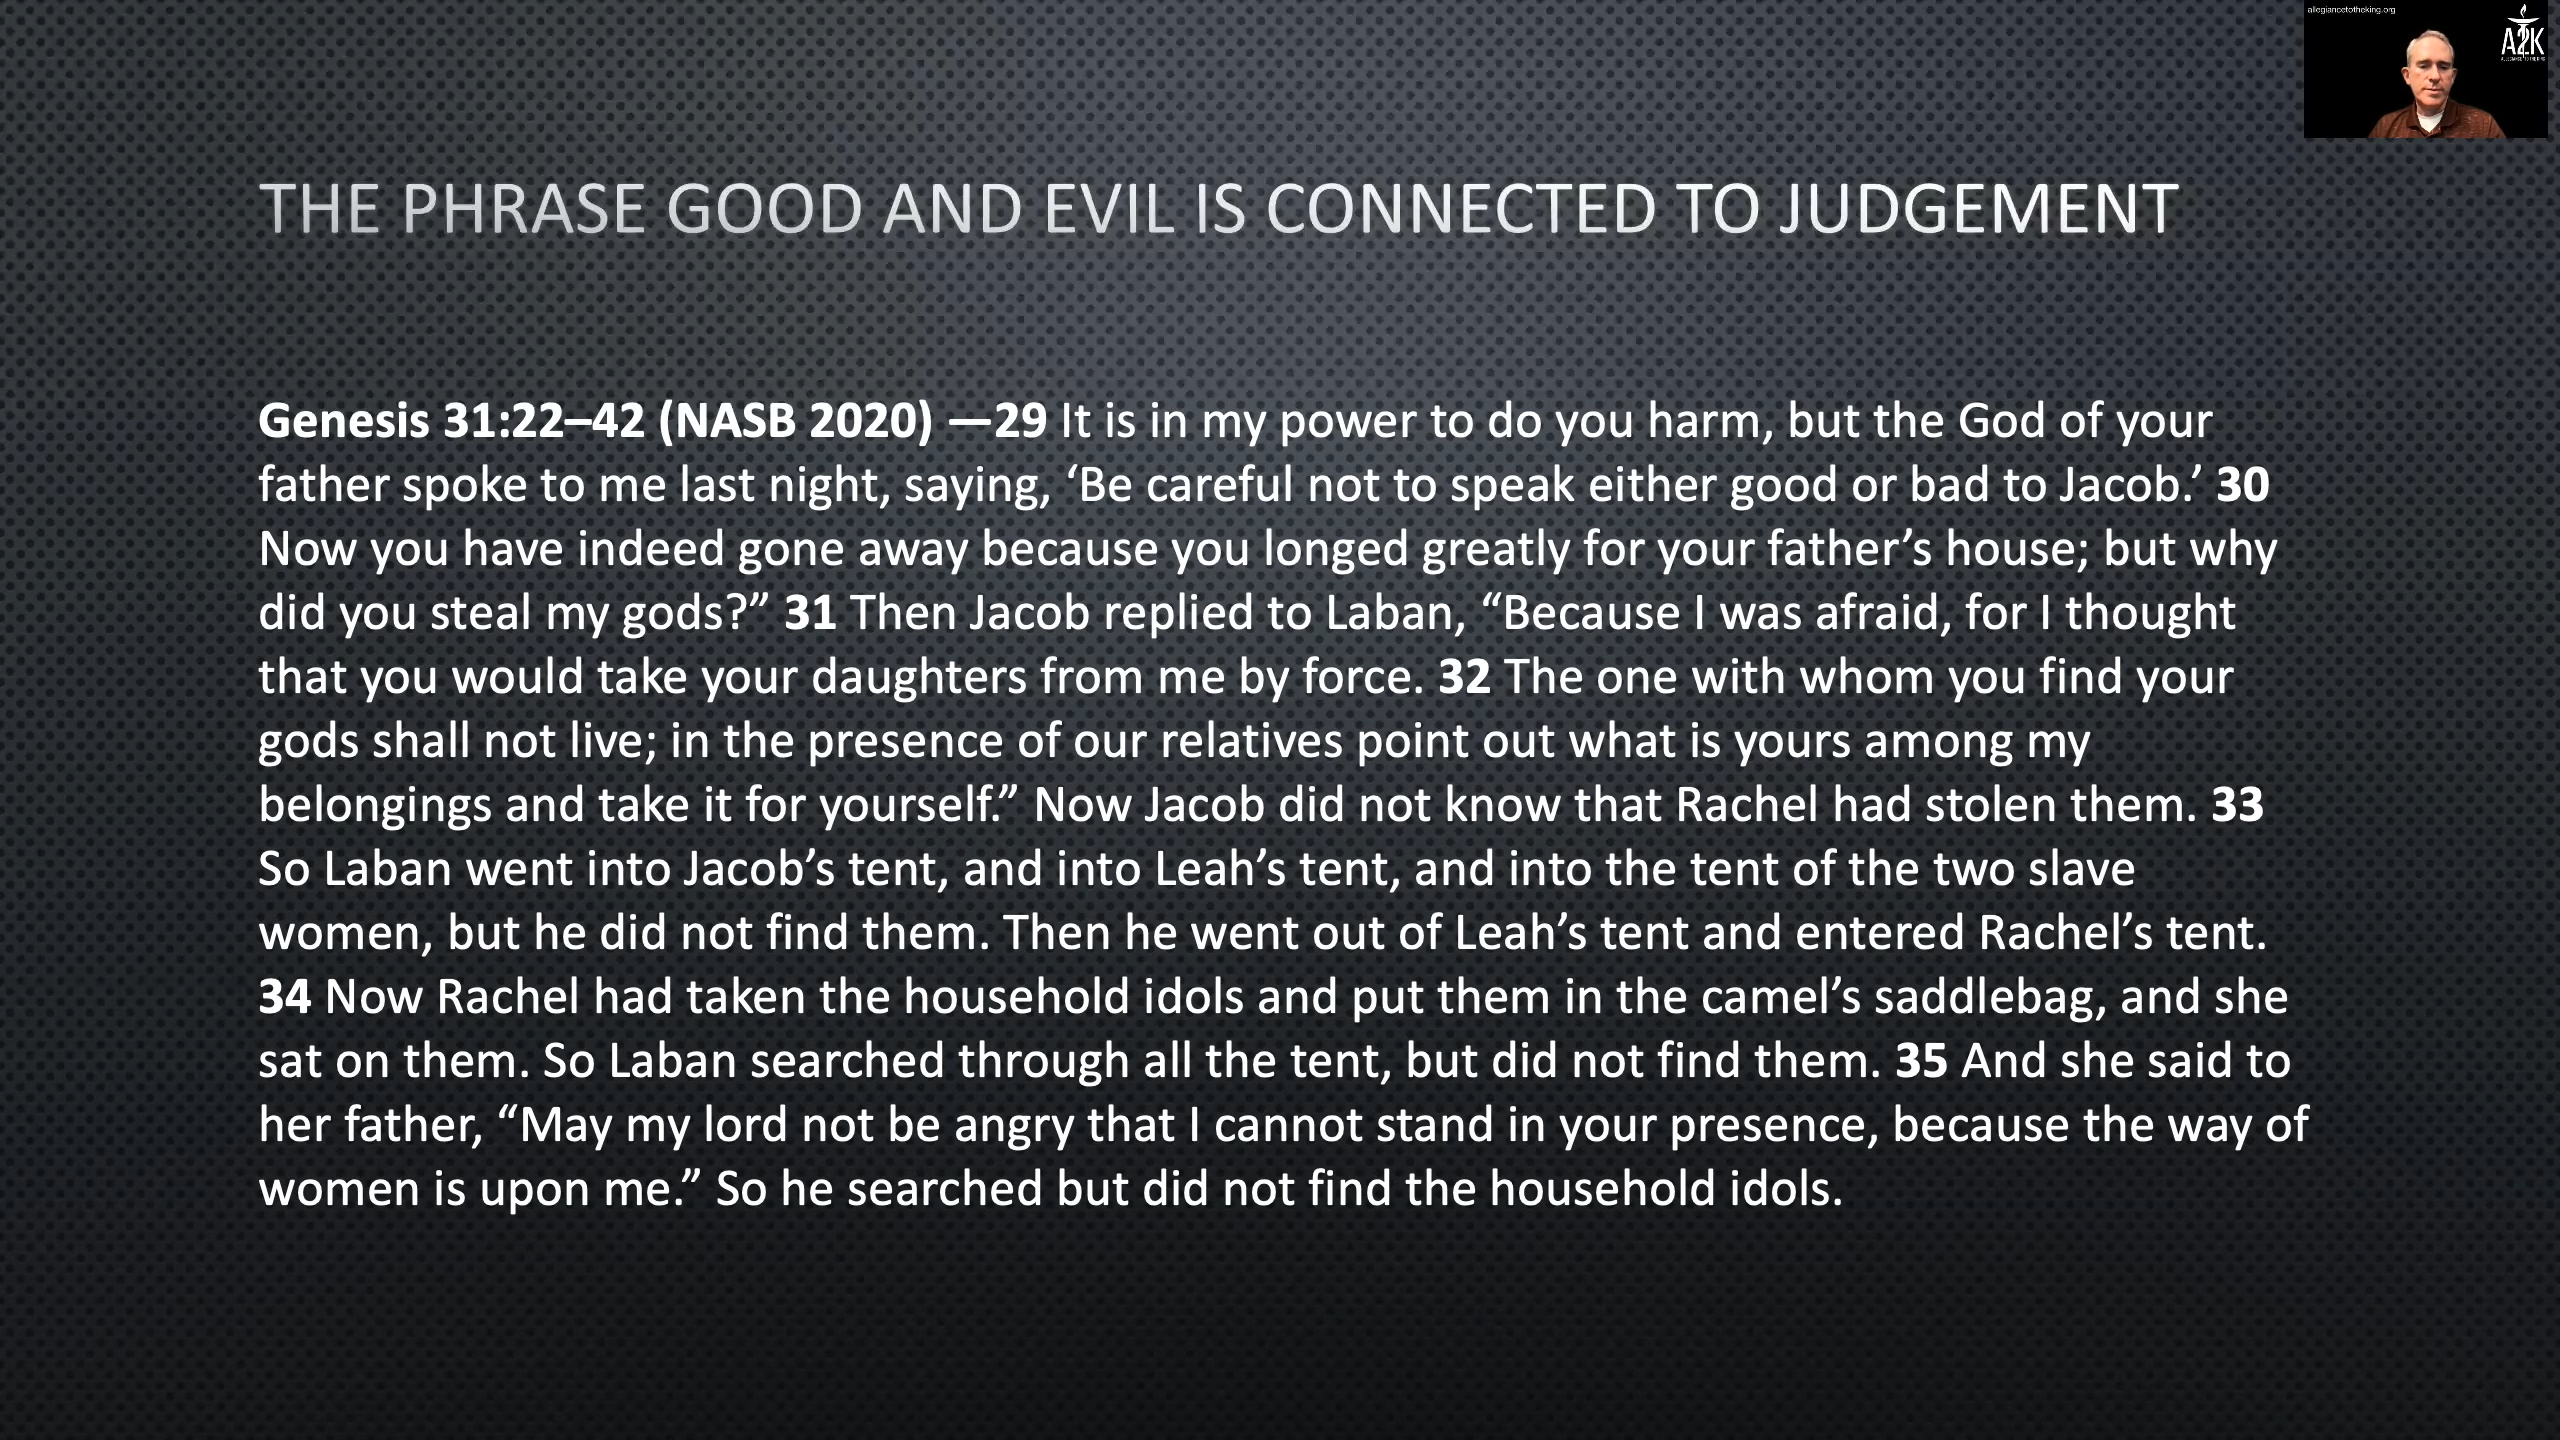 allegiancetotheking.org
A2K
THE PHRASE GOOD AND EVIL IS CONNECTED TO JUDGEMENT
Genesis 31:22–42 (NASB 2020) —29 It is in my power to do you harm, but the God of your
father spoke to me last night, saying, ‘Be careful not to speak either good or bad to Jacob.’ 30
Now you have indeed gone away because you longed greatly for your father’s house; but why
did you steal my gods?” 31 Then Jacob replied to Laban, “Because I was afraid, for I thought
that you would take your daughters from me by force. 32 The one with whom you find your
gods shall not live; in the presence of our relatives point out what is yours among my
belongings and take it for yourself.” Now Jacob did not know that Rachel had stolen them. 33
So Laban went into Jacob’s tent, and into Leah’s tent, and into the tent of the two slave
women, but he did not find them. Then he went out of Leah’s tent and entered Rachel’s tent.
34 Now Rachel had taken the household idols and put them in the camel’s saddlebag, and she
sat on them. So Laban searched through all the tent, but did not find them. 35 And she said to
her father, “May my lord not be angry that I cannot stand in your presence, because the way of
women is upon me.” So he searched but did not find the household idols.